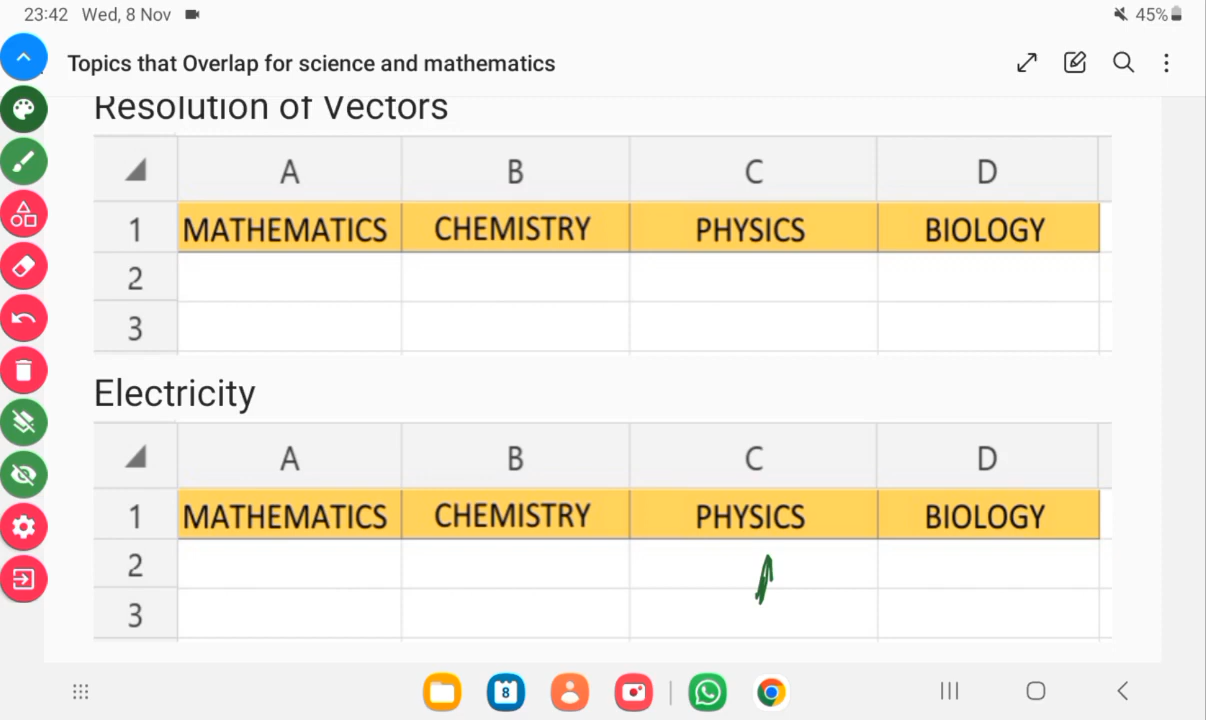 23:42 Wed, 8 Nov 45%
Topics that Overlap for science and mathematics
Resolution of Vectors
A B C D
1 MATHEMATICS CHEMISTRY PHYSICS BIOLOGY
2
3
Electricity
A B C D
1 MATHEMATICS CHEMISTRY PHYSICS BIOLOGY
2
3
8